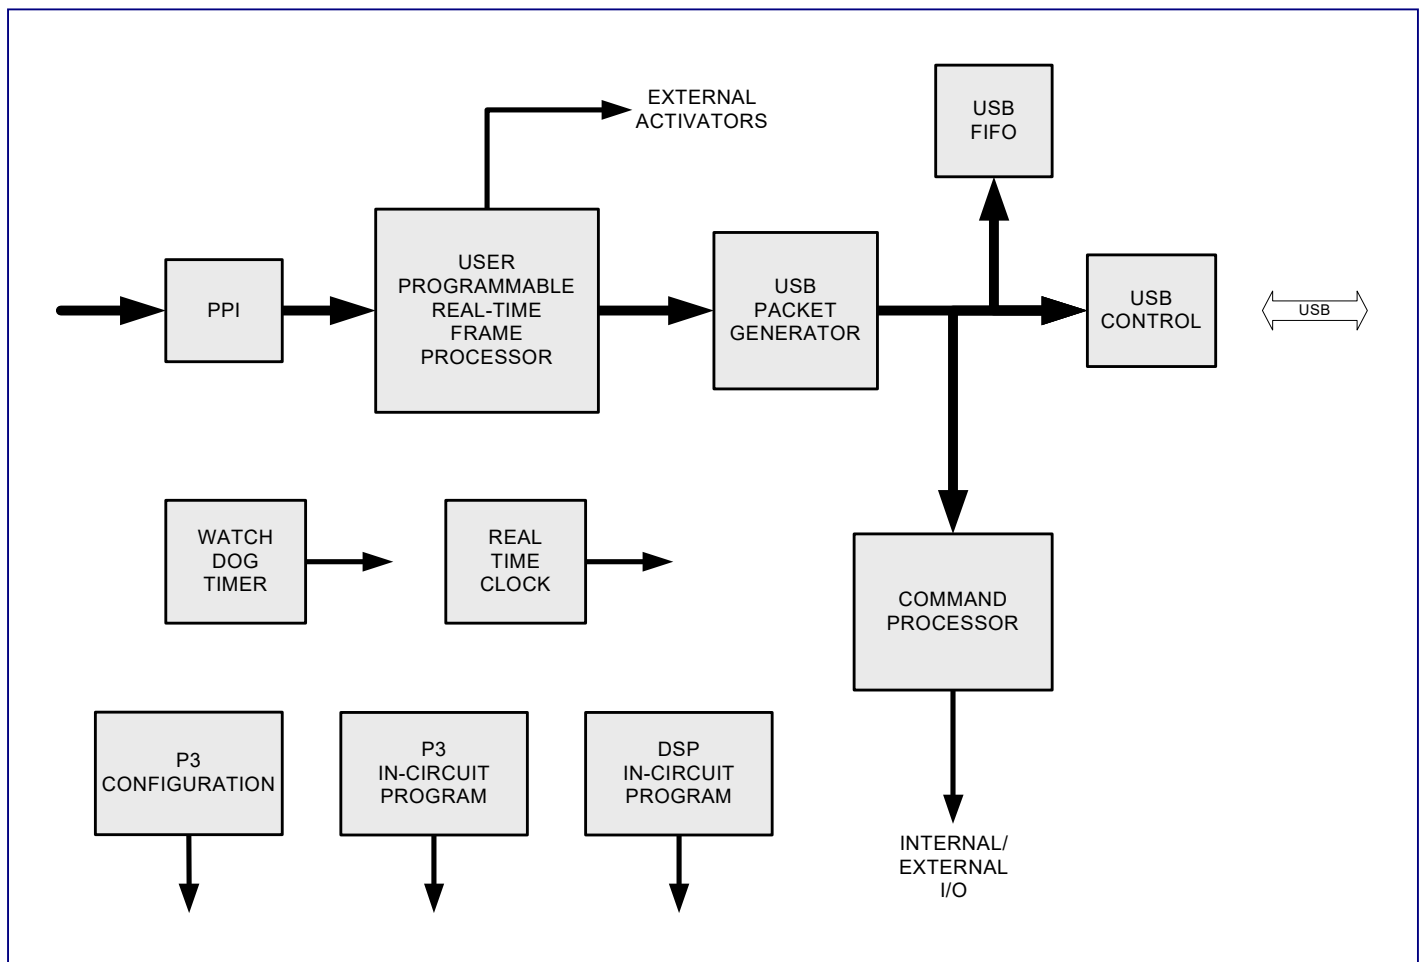 EXTERNAL
ACTIVATORS
USB
FIFO
PPI
USER
PROGRAMMABLE
REAL-TIME
FRAME
PROCESSOR
USB
PACKET
GENERATOR
USB
CONTROL
USB
WATCH
DOG
TIMER
REAL
TIME
CLOCK
COMMAND
PROCESSOR
P3
CONFIGURATION
P3
IN-CIRCUIT
PROGRAM
DSP
IN-CIRCUIT
PROGRAM
INTERNAL/
EXTERNAL
I/O